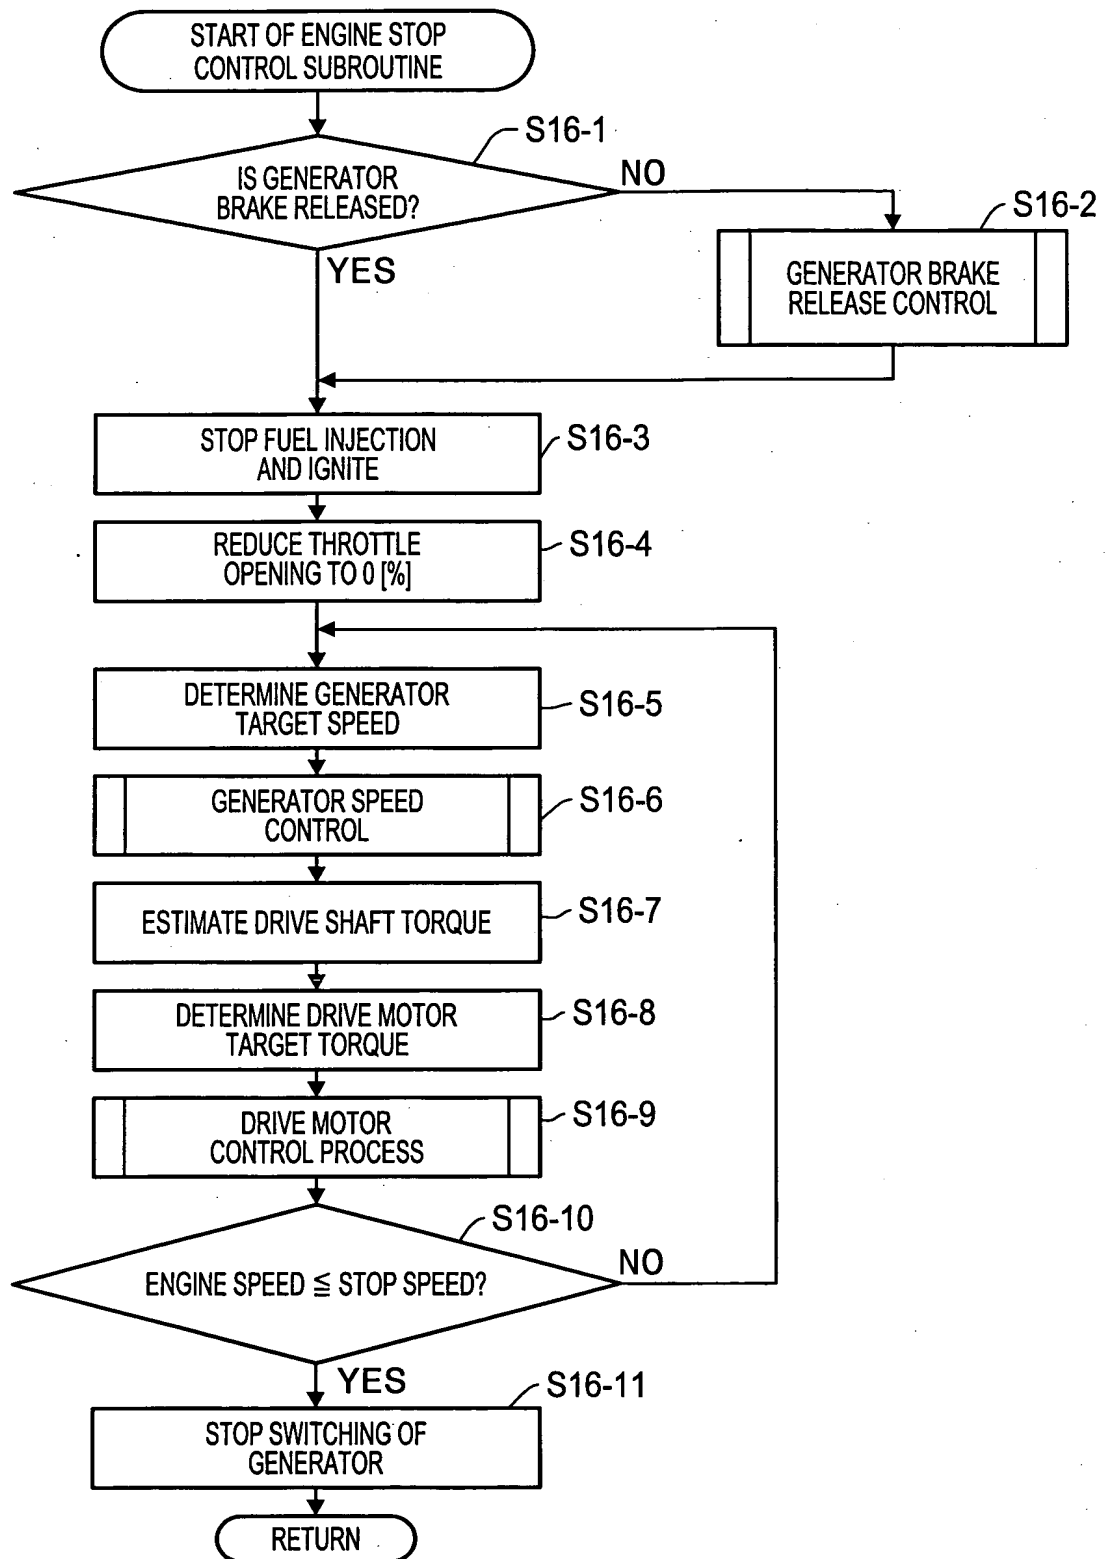 START OF ENGINE STOP
CONTROL SUBROUTINE
S16-1
IS GENERATOR
BRAKE RELEASED?
NO
YES
S16-2
GENERATOR BRAKE
RELEASE CONTROL
STOP FUEL INJECTION
AND IGNITE
S16-3
REDUCE THROTTLE
OPENING TO 0 [%]
S16-4
DETERMINE GENERATOR
TARGET SPEED
S16-5
GENERATOR SPEED
CONTROL
S16-6
ESTIMATE DRIVE SHAFT TORQUE
S16-7
DETERMINE DRIVE MOTOR
TARGET TORQUE
S16-8
DRIVE MOTOR
CONTROL PROCESS
S16-9
S16-10
ENGINE SPEED ≦ STOP SPEED?
NO
YES
S16-11
STOP SWITCHING OF
GENERATOR
RETURN